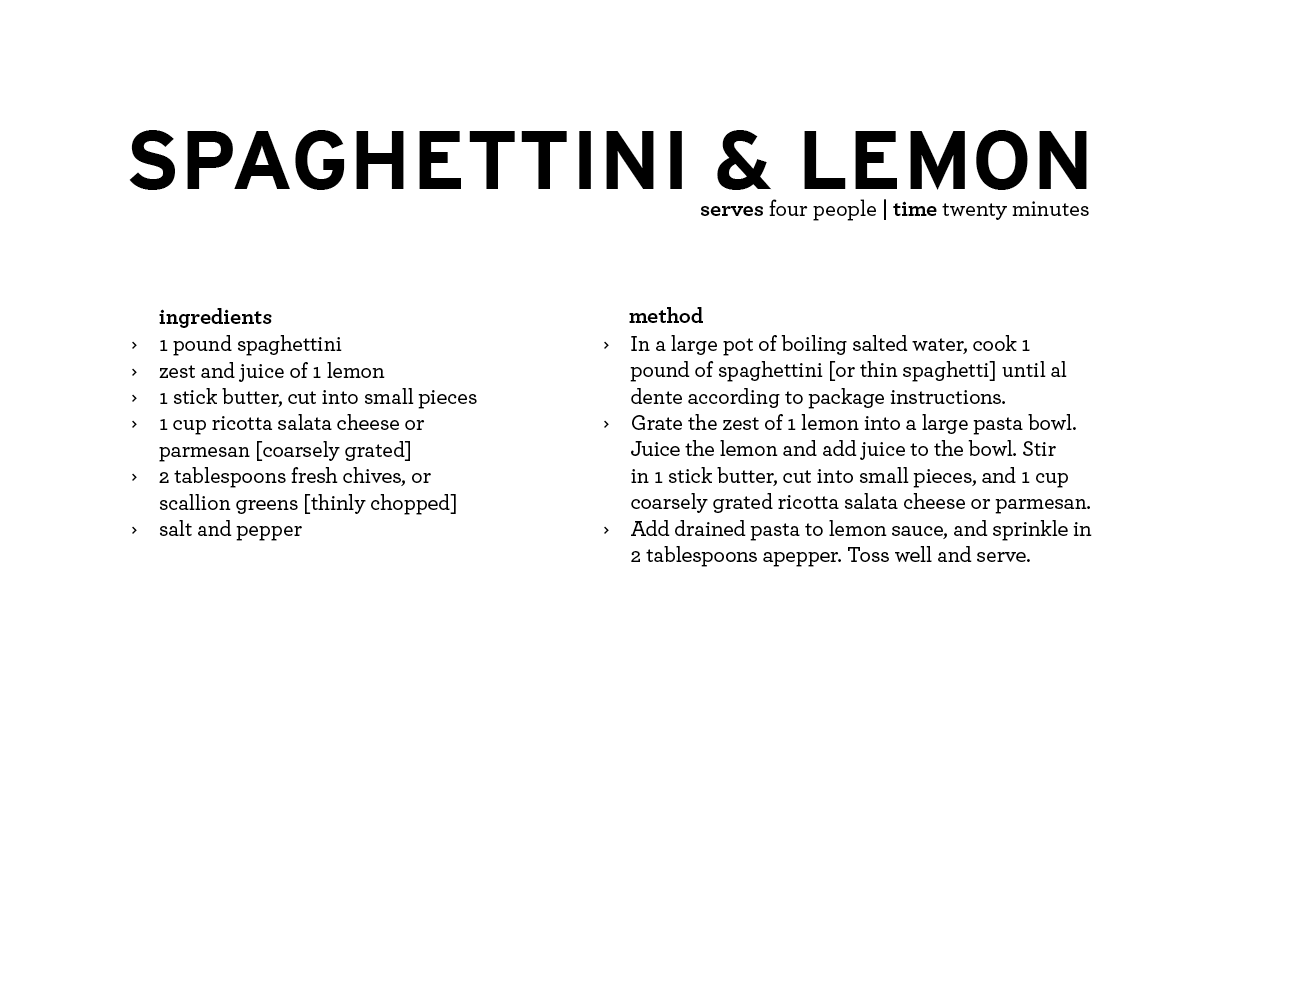 SPAGHETTINI & LEMON
serves four people | time twenty minutes
ingredients
› 1 pound spaghettini
› zest and juice of 1 lemon
› 1 stick butter, cut into small pieces
› 1 cup ricotta salata cheese or
parmesan [coarsely grated]
› 2 tablespoons fresh chives, or
scallion greens [thinly chopped]
› salt and pepper
method
› In a large pot of boiling salted water, cook 1
pound of spaghettini [or thin spaghetti] until al
dente according to package instructions.
› Grate the zest of 1 lemon into a large pasta bowl.
Juice the lemon and add juice to the bowl. Stir
in 1 stick butter, cut into small pieces, and 1 cup
coarsely grated ricotta salata cheese or parmesan.
› Add drained pasta to lemon sauce, and sprinkle in
2 tablespoons apepper. Toss well and serve.